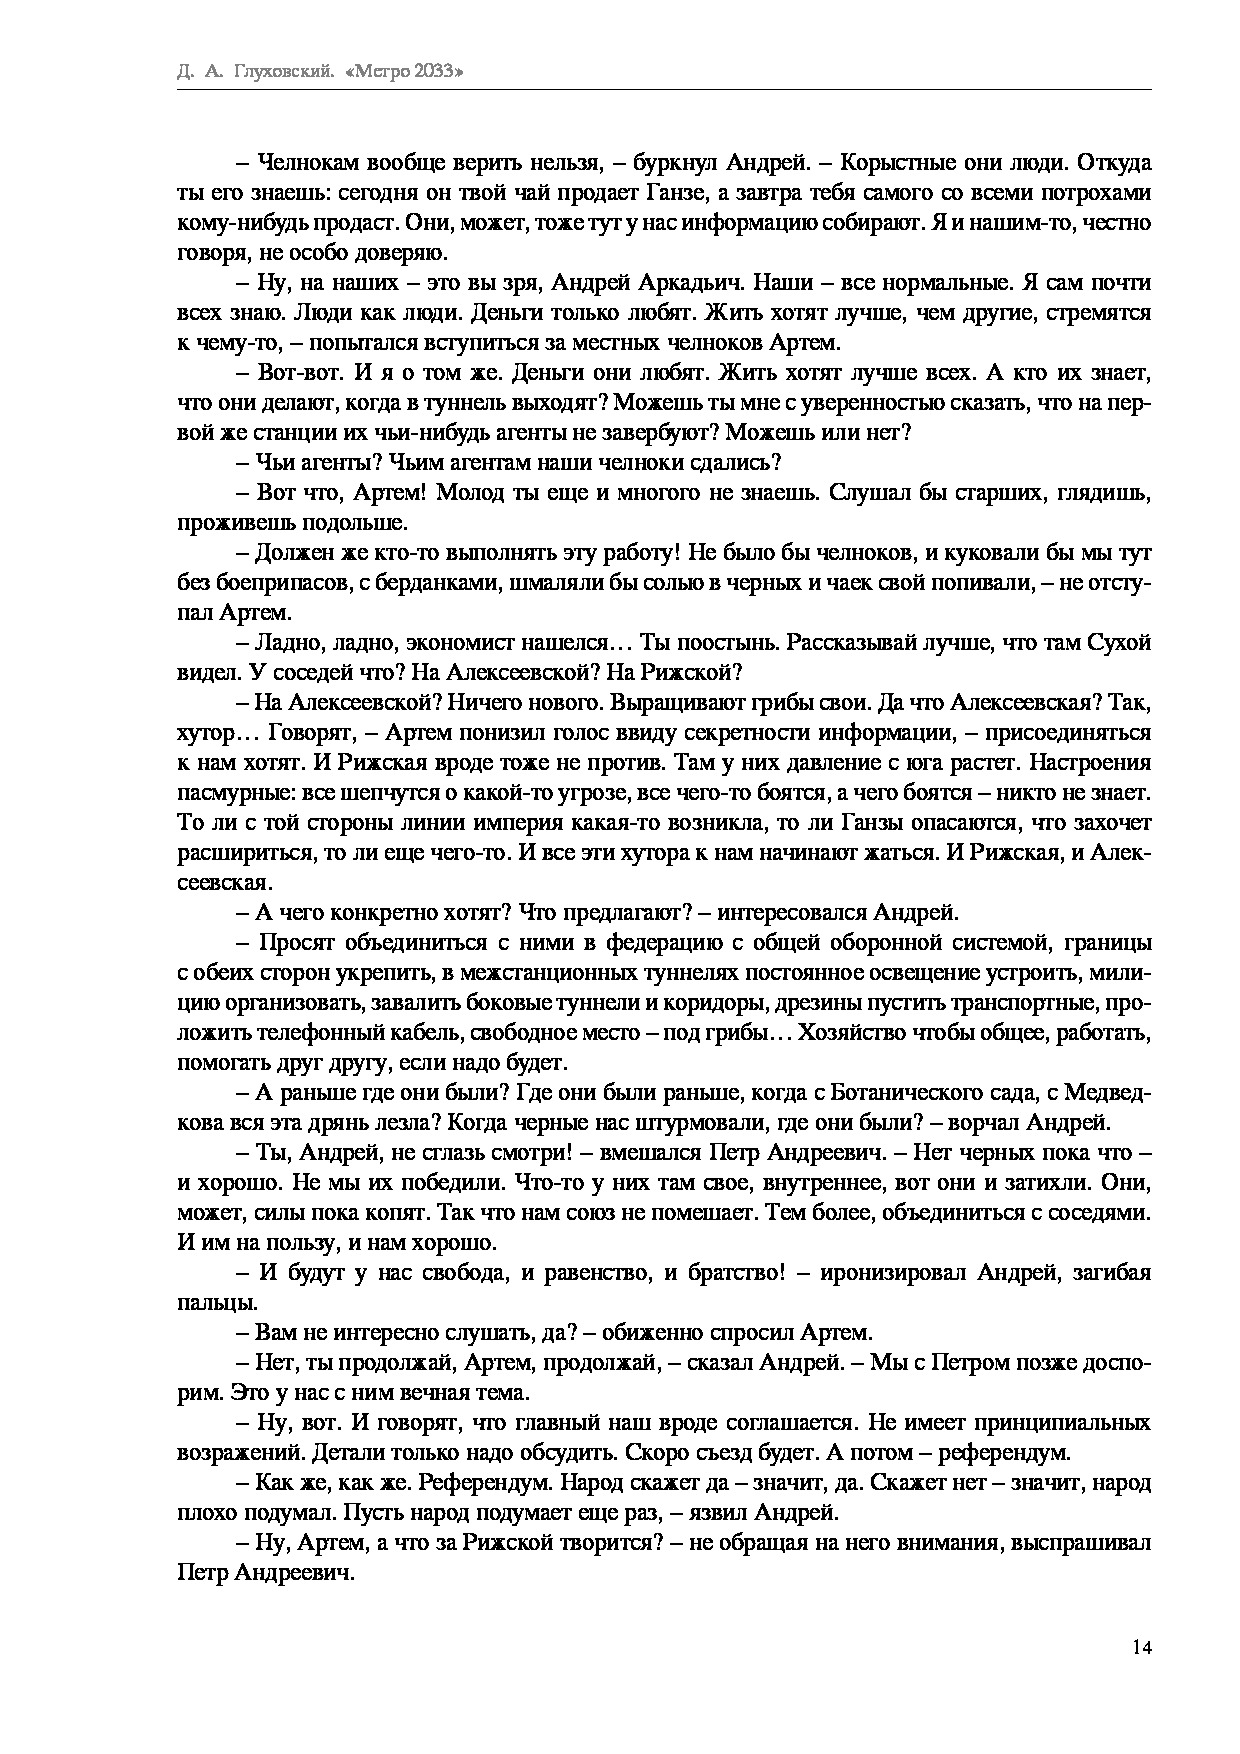 Д. А. Глуховский. «Метро 2033»
– Челнокам вообще верить нельзя, – буркнул Андрей. – Корыстные они люди. Откуда
ты его знаешь: сегодня он твой чай продает Ганзе, а завтра тебя самого со всеми потрохами
кому-нибудь продаст. Они, может, тоже тут у нас информацию собирают. Я и нашим-то, честно
говоря, не особо доверяю.
– Ну, на наших – это вы зря, Андрей Аркадьич. Наши – все нормальные. Я сам почти
всех знаю. Люди как люди. Деньги только любят. Жить хотят лучше, чем другие, стремятся
к чему-то, – попытался вступиться за местных челноков Артем.
– Вот-вот. И я о том же. Деньги они любят. Жить хотят лучше всех. А кто их знает,
что они делают, когда в туннель выходят? Можешь ты мне с уверенностью сказать, что на пер-
вой же станции их чьи-нибудь агенты не завербуют? Можешь или нет?
– Чьи агенты? Чьим агентам наши челноки сдались?
– Вот что, Артем! Молод ты еще и многого не знаешь. Слушал бы старших, глядишь,
проживешь подольше.
– Должен же кто-то выполнять эту работу! Не было бы челноков, и куковали бы мы тут
без боеприпасов, с берданками, шмаляли бы солью в черных и чаек свой попивали, – не отсту-
пал Артем.
– Ладно, ладно, экономист нашелся… Ты поостынь. Рассказывай лучше, что там Сухой
видел. У соседей что? На Алексеевской? На Рижской?
– На Алексеевской? Ничего нового. Выращивают грибы свои. Да что Алексеевская? Так,
хутор… Говорят, – Артем понизил голос ввиду секретности информации, – присоединяться
к нам хотят. И Рижская вроде тоже не против. Там у них давление с юга растет. Настроения
пасмурные: все шепчутся о какой-то угрозе, все чего-то боятся, а чего боятся – никто не знает.
То ли с той стороны линии империя какая-то возникла, то ли Ганзы опасаются, что захочет
расшириться, то ли еще чего-то. И все эти хутора к нам начинают жаться. И Рижская, и Алек-
сеевская.
– А чего конкретно хотят? Что предлагают? – интересовался Андрей.
– Просят объединиться с ними в федерацию с общей оборонной системой, границы
с обеих сторон укрепить, в межстанционных туннелях постоянное освещение устроить, мили-
цию организовать, завалить боковые туннели и коридоры, дрезины пустить транспортные, про-
ложить телефонный кабель, свободное место – под грибы… Хозяйство чтобы общее, работать,
помогать друг другу, если надо будет.
– А раньше где они были? Где они были раньше, когда с Ботанического сада, с Медвед-
кова вся эта дрянь лезла? Когда черные нас штурмовали, где они были? – ворчал Андрей.
– Ты, Андрей, не сглазь смотри! – вмешался Петр Андреевич. – Нет черных пока что –
и хорошо. Не мы их победили. Что-то у них там свое, внутреннее, вот они и затихли. Они,
может, силы пока копят. Так что нам союз не помешает. Тем более, объединиться с соседями.
И им на пользу, и нам хорошо.
– И будут у нас свобода, и равенство, и братство! – иронизировал Андрей, загибая
пальцы.
– Вам не интересно слушать, да? – обиженно спросил Артем.
– Нет, ты продолжай, Артем, продолжай, – сказал Андрей. – Мы с Петром позже доспо-
рим. Это у нас с ним вечная тема.
– Ну, вот. И говорят, что главный наш вроде соглашается. Не имеет принципиальных
возражений. Детали только надо обсудить. Скоро съезд будет. А потом – референдум.
– Как же, как же. Референдум. Народ скажет да – значит, да. Скажет нет – значит, народ
плохо подумал. Пусть народ подумает еще раз, – язвил Андрей.
– Ну, Артем, а что за Рижской творится? – не обращая на него внимания, выспрашивал
Петр Андреевич.
14